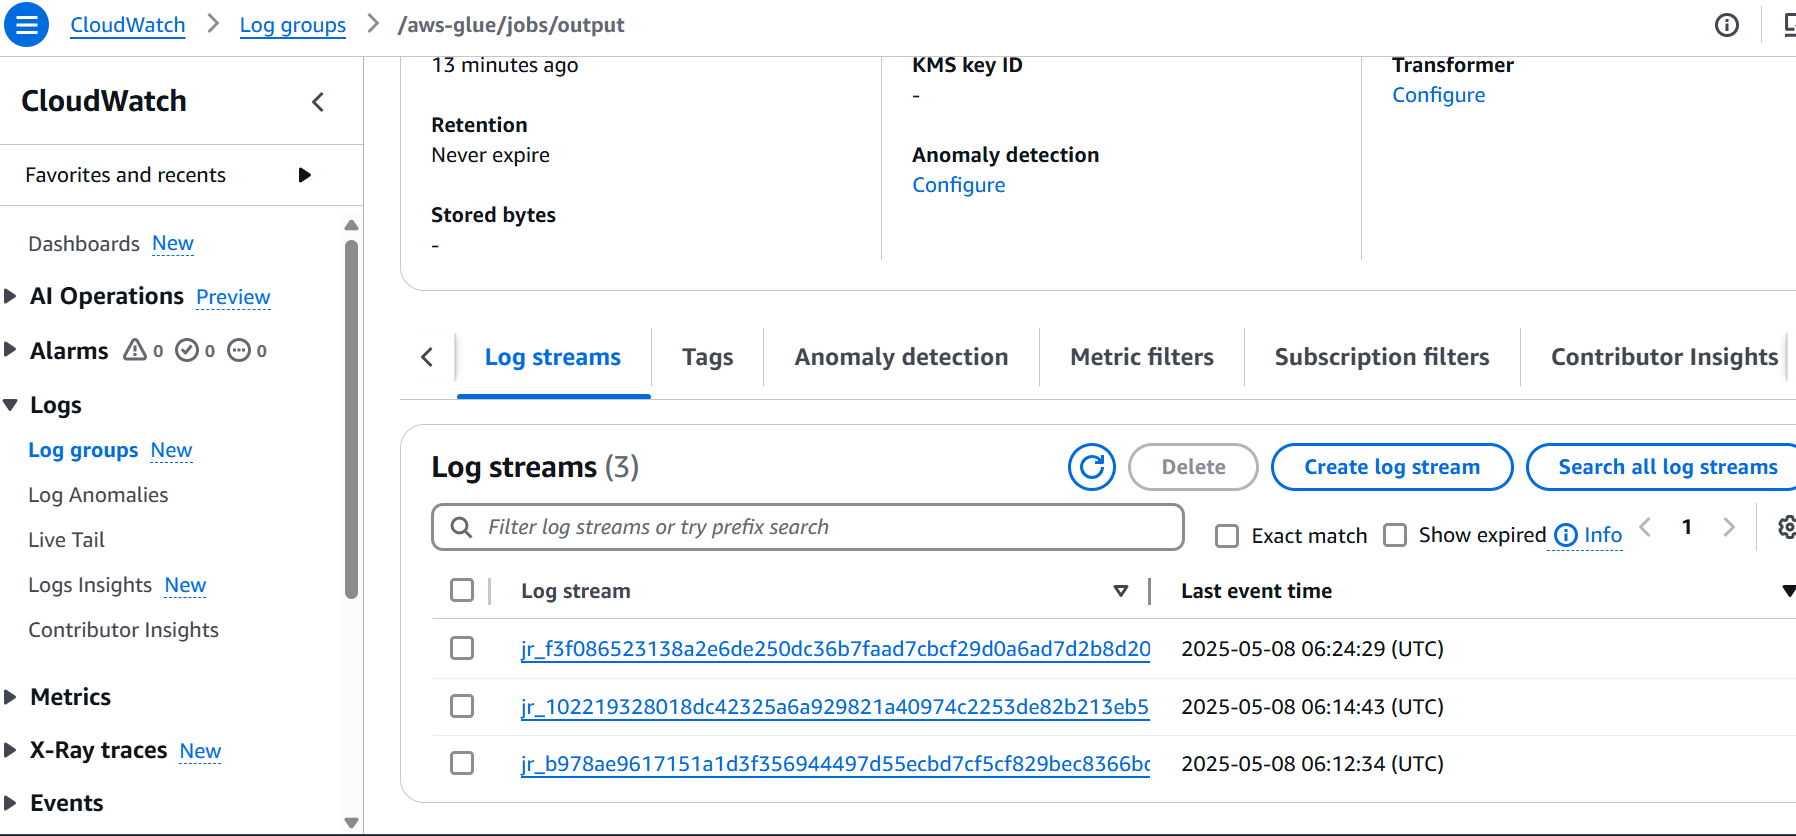 CloudWatch > Log groups > /aws-glue/jobs/output
CloudWatch
Favorites and recents
Dashboards New
AI Operations Preview
Alarms 0 0 0
Logs
Log groups New
Log Anomalies
Live Tail
Logs Insights New
Contributor Insights
Metrics
X-Ray traces New
Events
13 minutes ago
Retention
Never expire
Stored bytes
-
KMS key ID
-
Anomaly detection
Configure
Transformer
Configure
Log streams Tags Anomaly detection Metric filters Subscription filters Contributor Insights
Log streams (3)
Delete Create log stream Search all log streams
Filter log streams or try prefix search
Exact match Show expired Info 1
Log stream Last event time
jr_f3f086523138a2e6de250dc36b7faad7cbcf29d0a6ad7d2b8d20 2025-05-08 06:24:29 (UTC)
jr_102219328018dc42325a6a929821a40974c2253de82b213eb5 2025-05-08 06:14:43 (UTC)
jr_b978ae9617151a1d3f356944497d55ecbd7cf5cf829bec8366bc 2025-05-08 06:12:34 (UTC)